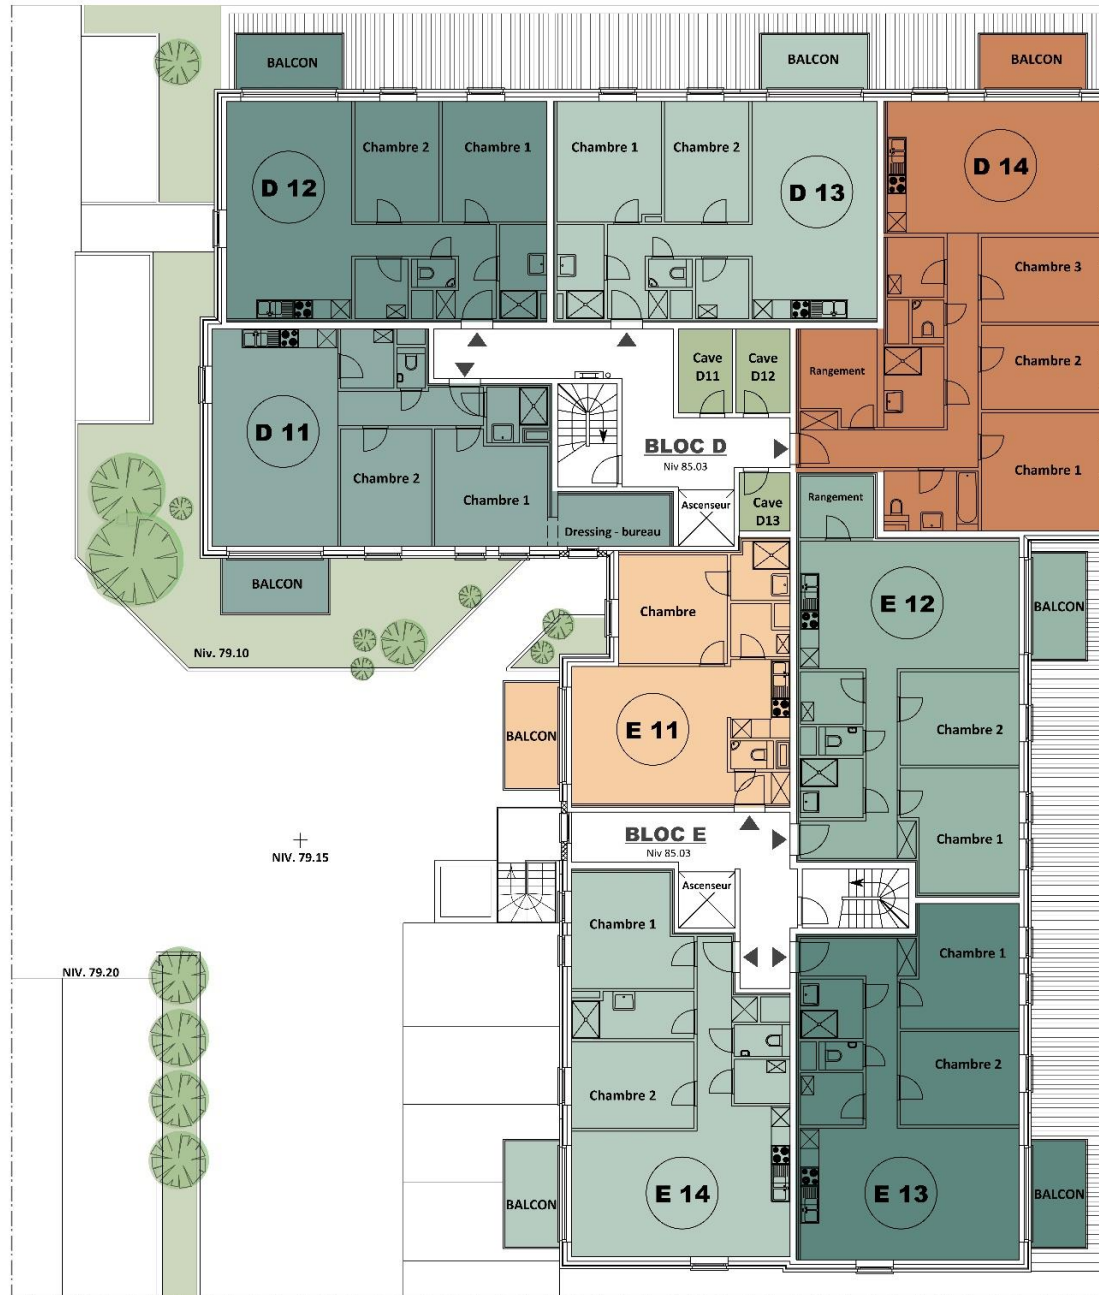 BALCON
BALCON
BALCON
Chambre 2
Chambre 1
Chambre 1
Chambre 2
D 12
D 13
D 14
Chambre 3
Cave
D11
Cave
D12
Rangement
Chambre 2
D 11
BLOC D
Niv 85.03
Chambre 2
Chambre 1
Chambre 1
Ascenseur
Cave
D13
Rangement
Dressing - bureau
BALCON
Chambre
E 12
BALCON
Niv. 79.10
BALCON
E 11
Chambre 2
BLOC E
Niv 85.03
Chambre 1
NIV. 79.15
Ascenseur
Chambre 1
Chambre 1
NIV. 79.20
Chambre 2
Chambre 2
BALCON
E 14
E 13
BALCON